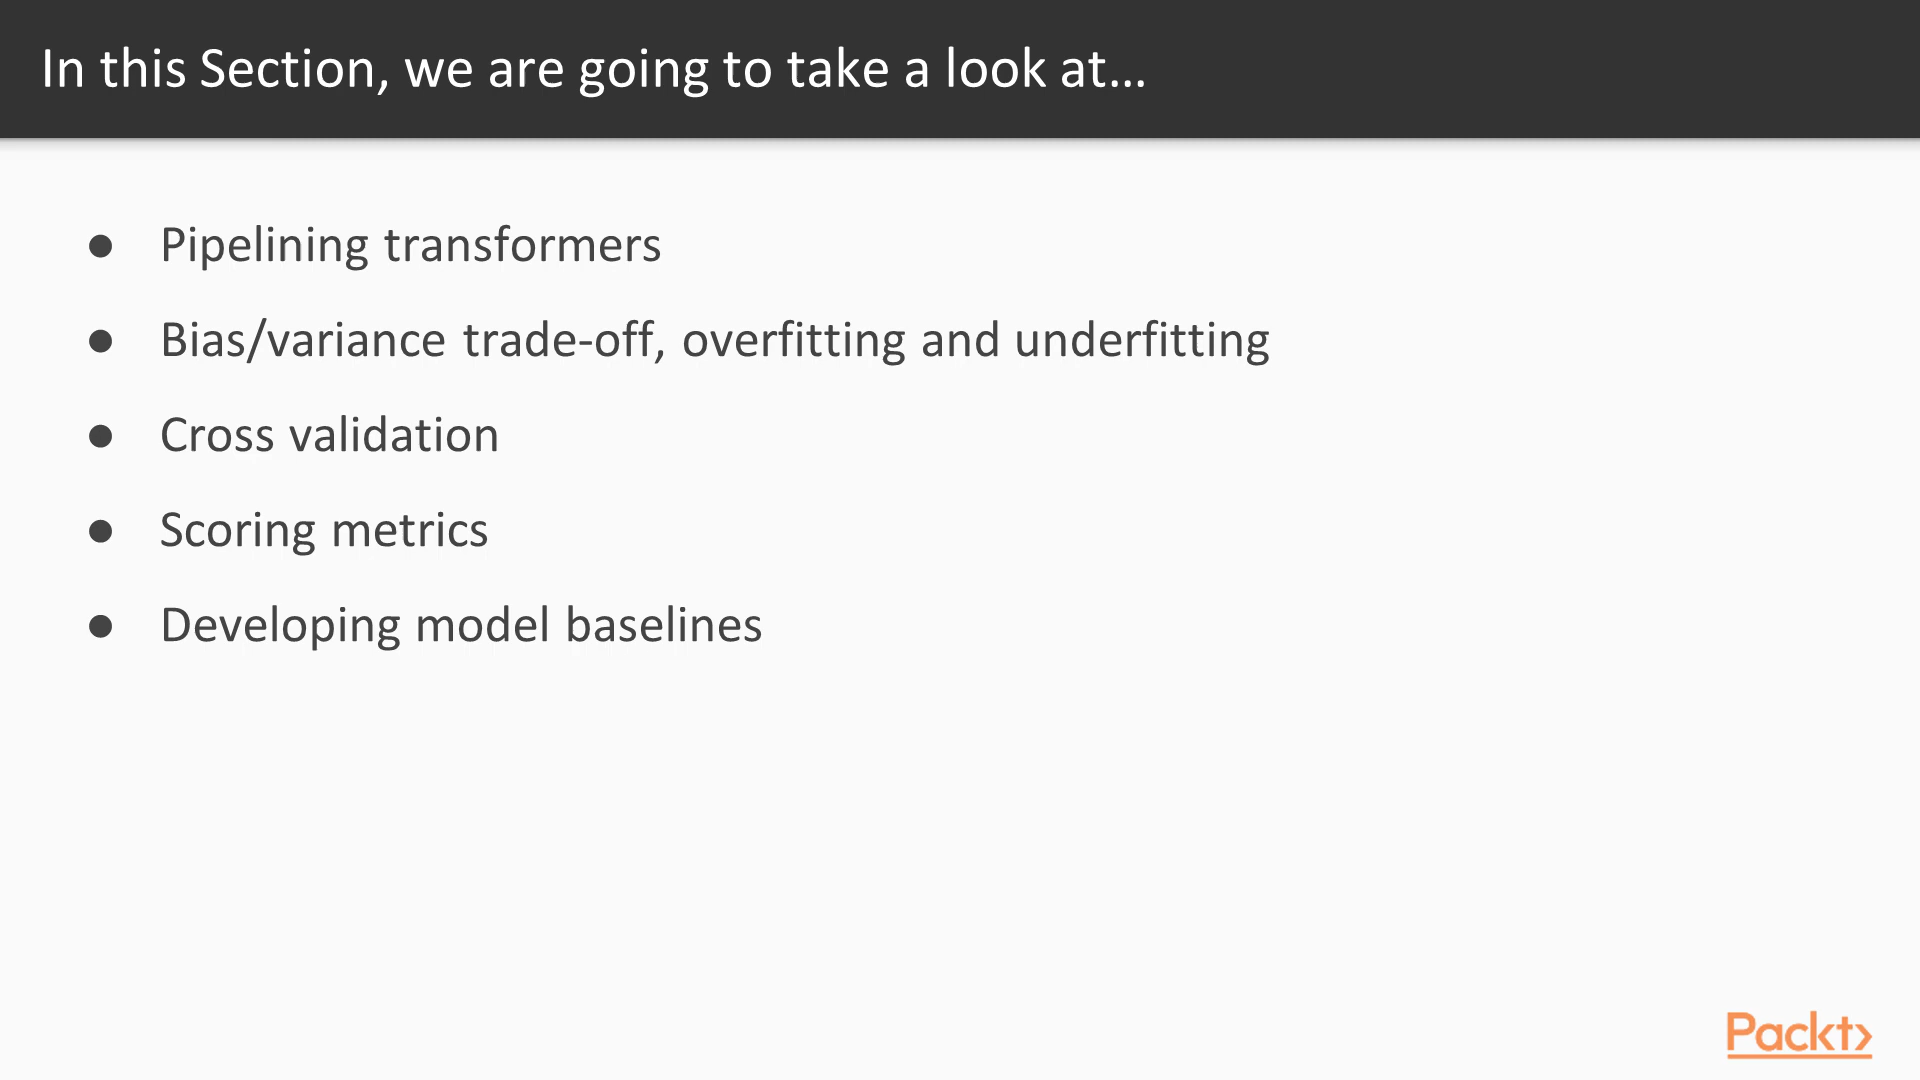 In this Section, we are going to take a look at...
● Pipelining transformers
● Bias/variance trade-off, overfitting and underfitting
● Cross validation
● Scoring metrics
● Developing model baselines
Packt>